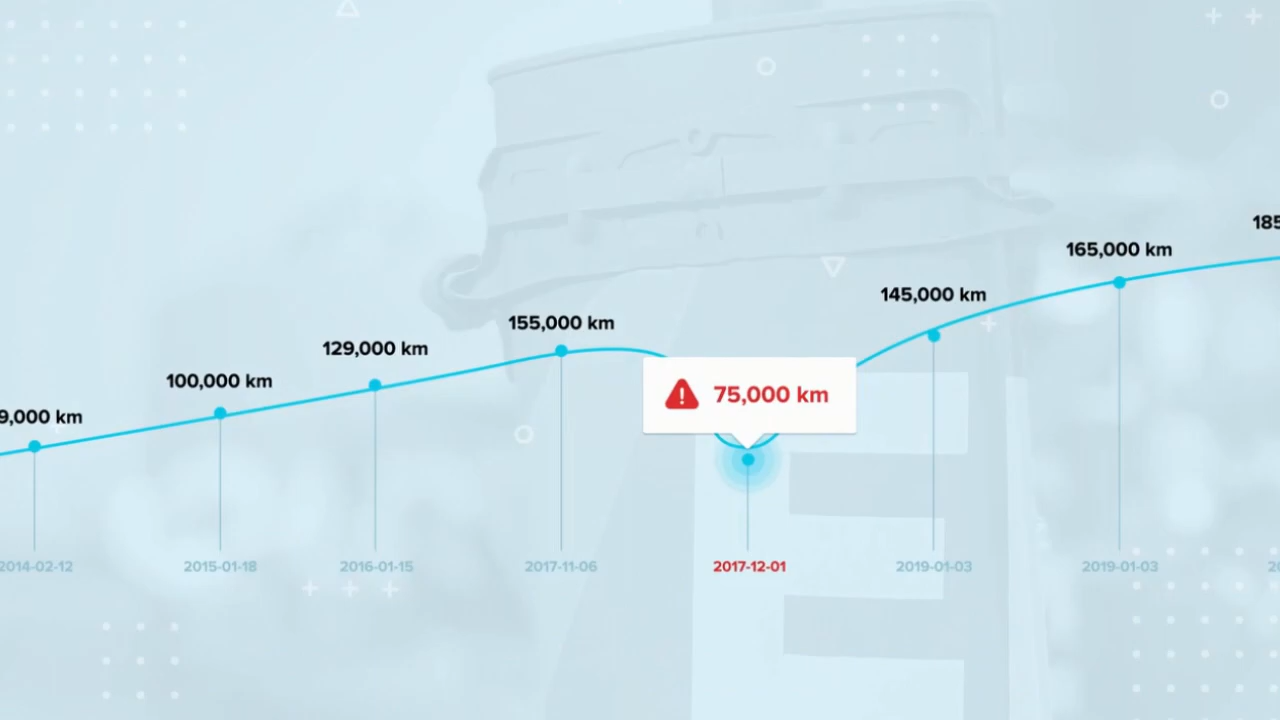 185
165,000 km
145,000 km
155,000 km
129,000 km
100,000 km
75,000 km
9,000 km
2014-02-12
2015-01-18
2016-01-15
2017-11-06
2017-12-01
2019-01-03
2019-01-03
20